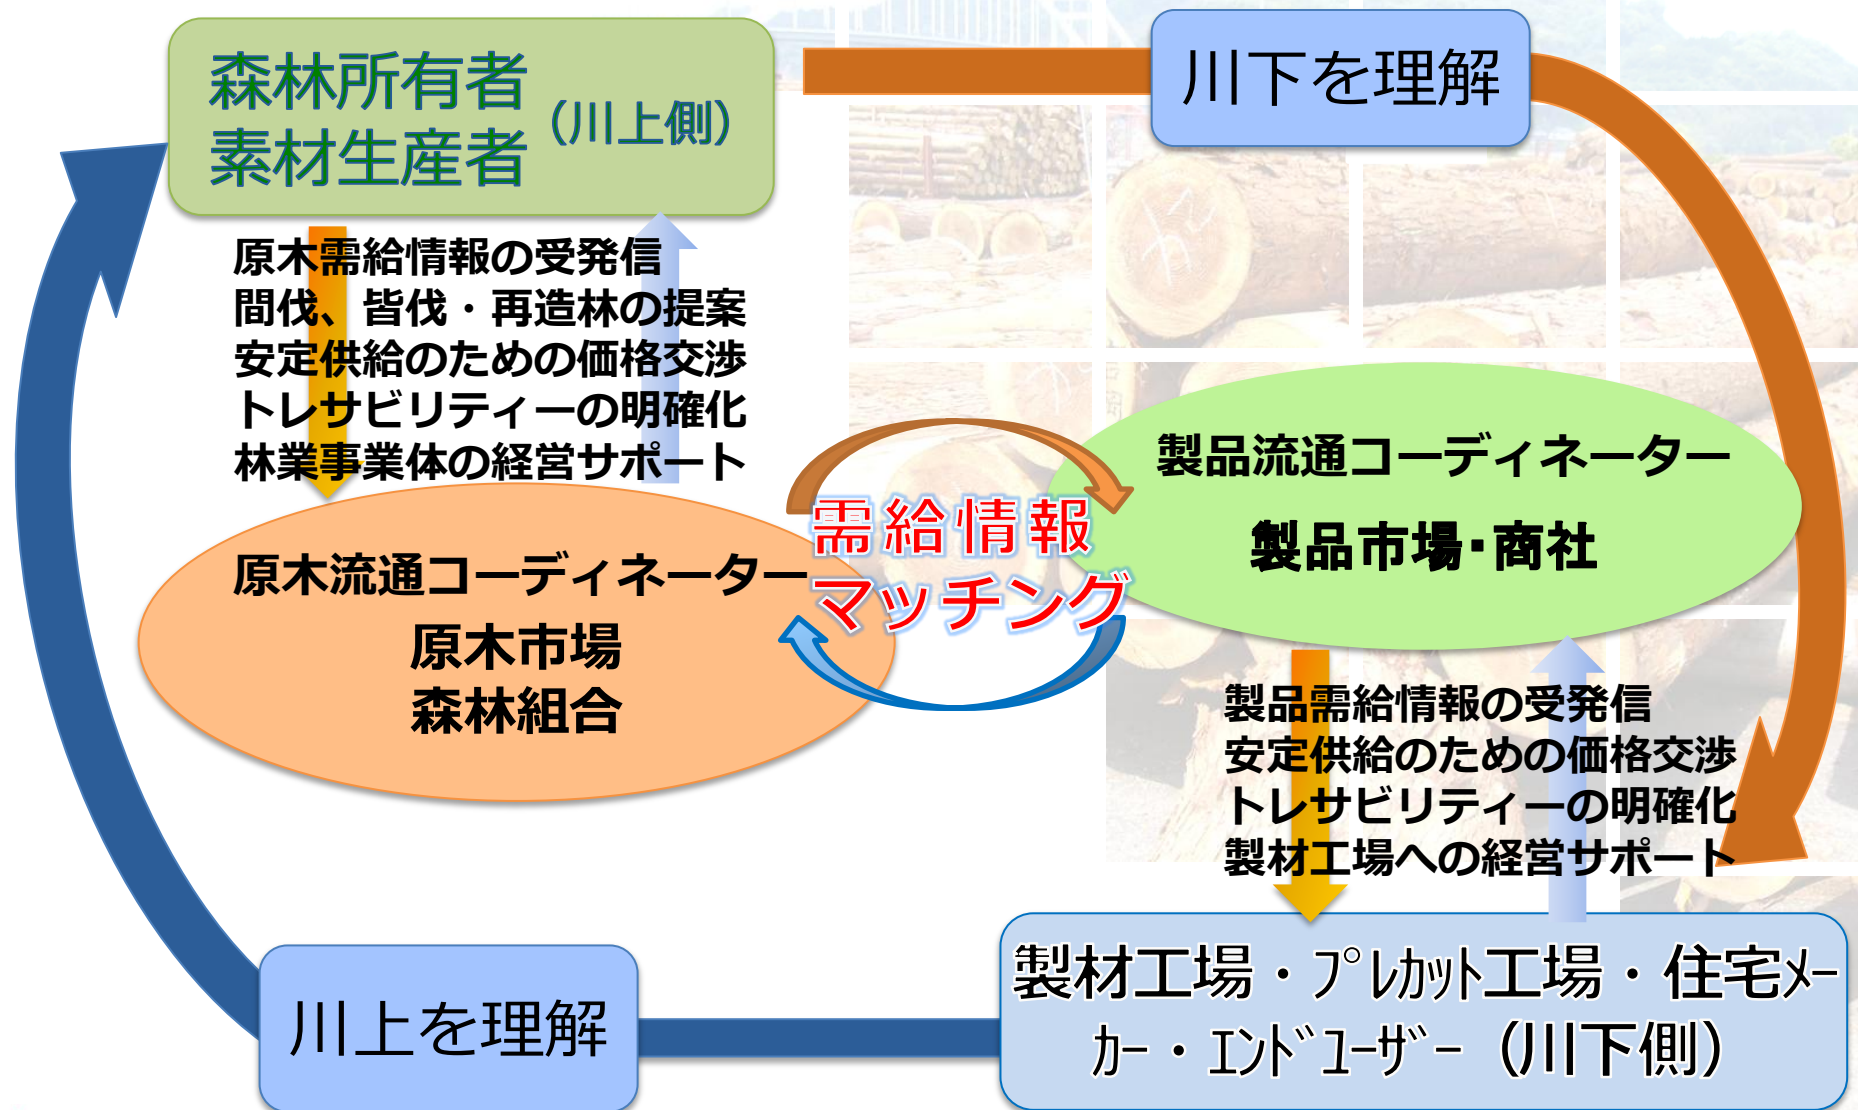 森林所有者
素材生産者
（川上側）
川下を理解
原木需給情報の受発信
間伐、皆伐・再造林の提案
安定供給のための価格交渉
トレサビリティーの明確化
林業事業体の経営サポート
製品流通コーディネーター
製品市場・商社
需給情報
マッチング
原木流通コーディネーター
原木市場
森林組合
製品需給情報の受発信
安定供給のための価格交渉
トレサビリティーの明確化
製材工場への経営サポート
製材工場・ﾌﾟﾚｶｯﾄ工場・住宅ﾒｰ
ｶｰ・ｴﾝﾄﾞﾕｰｻﾞｰ（川下側）
川上を理解